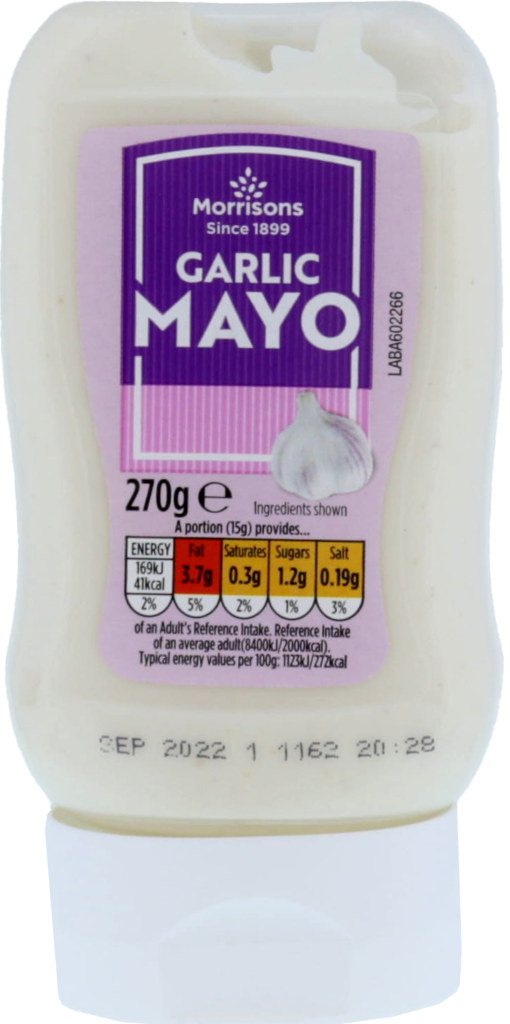 Morrisons
Since 1899
GARLIC
MAYO
LABA602266
270g ℮
Ingredients shown
A portion (15g) provides...
ENERGY Fat Saturates Sugars Salt
169kJ
41kcal 3.7g 0.3g 1.2g 0.19g
2% 5% 2% 1% 3%
of an Adult's Reference Intake. Reference Intake
of an average adult(8400kJ/2000kcal).
Typical energy values per 100g: 1123kJ/272kcal
SEP 2022 1 1162 20:28